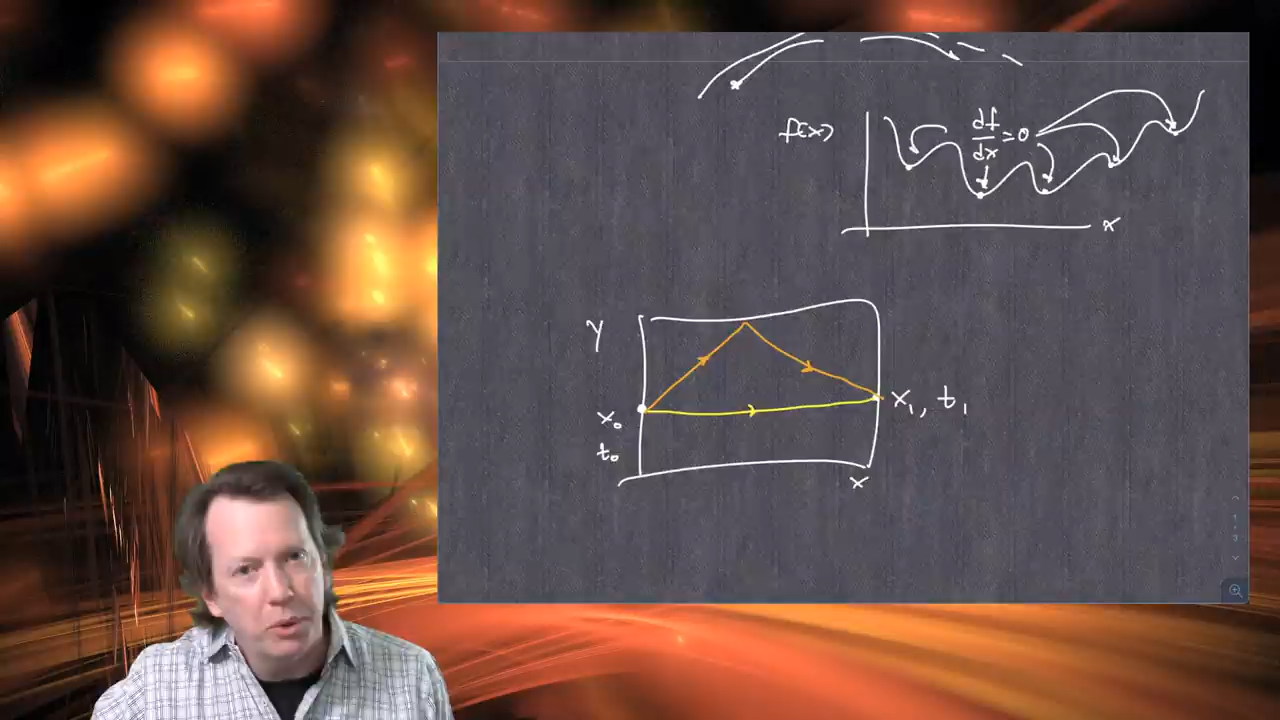 f(x)
df/dx = 0
x
y
x₀
t₀
x₁, t₁
x